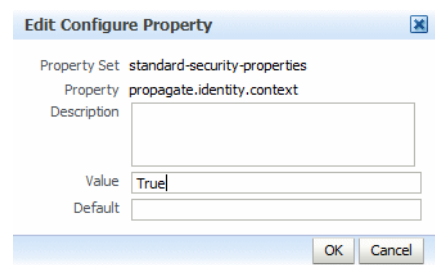 Edit Configure Property
Property Set standard-security-properties
Property propagate.identity.context
Description
Value True
Default
OK Cancel